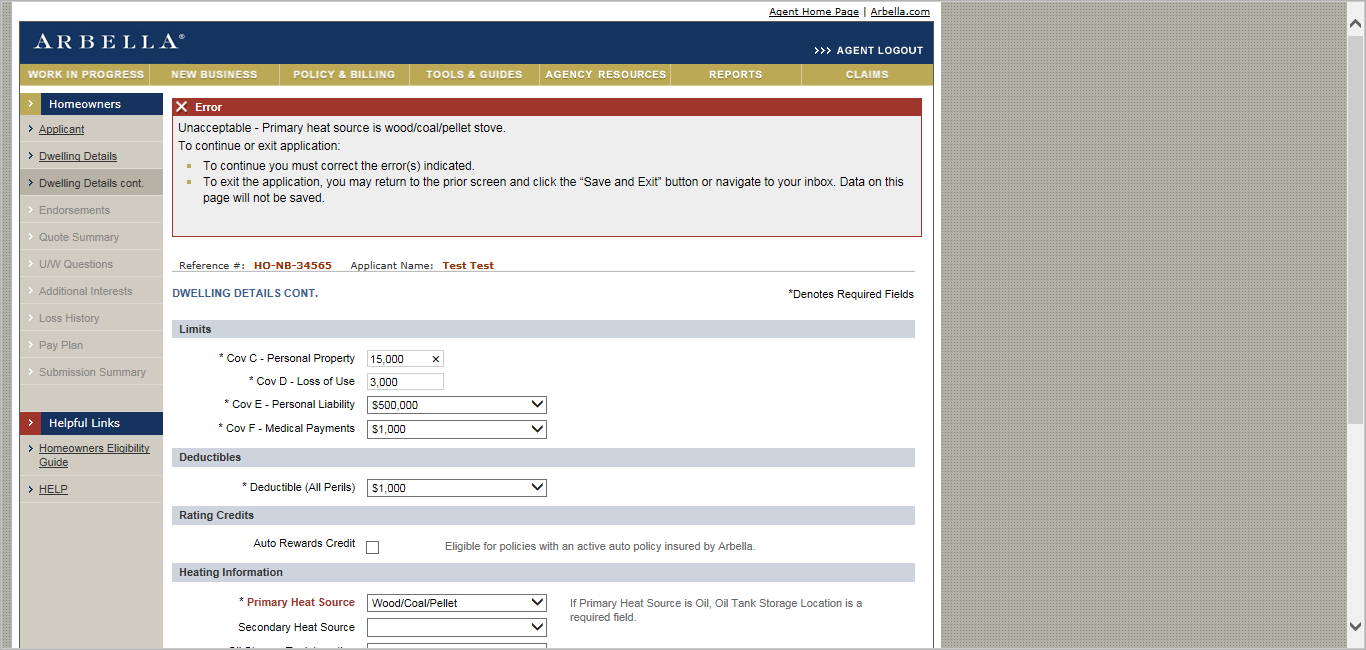 Agent Home Page | Arbella.com
ARBELLA®
>>> AGENT LOGOUT
WORK IN PROGRESS NEW BUSINESS POLICY & BILLING TOOLS & GUIDES AGENCY RESOURCES REPORTS CLAIMS
Homeowners
Applicant
Dwelling Details
Dwelling Details cont.
Endorsements
Quote Summary
U/W Questions
Additional Interests
Loss History
Pay Plan
Submission Summary
Helpful Links
Homeowners Eligibility
Guide
HELP
Error
Unacceptable - Primary heat source is wood/coal/pellet stove.
To continue or exit application:
To continue you must correct the error(s) indicated.
To exit the application, you may return to the prior screen and click the “Save and Exit” button or navigate to your inbox. Data on this
page will not be saved.
Reference #: HO-NB-34565 Applicant Name: Test Test
DWELLING DETAILS CONT. *Denotes Required Fields
Limits
* Cov C - Personal Property 15,000
* Cov D - Loss of Use 3,000
* Cov E - Personal Liability $500,000
* Cov F - Medical Payments $1,000
Deductibles
* Deductible (All Perils) $1,000
Rating Credits
Auto Rewards Credit Eligible for policies with an active auto policy insured by Arbella.
Heating Information
* Primary Heat Source Wood/Coal/Pellet If Primary Heat Source is Oil, Oil Tank Storage Location is a
required field.
Secondary Heat Source